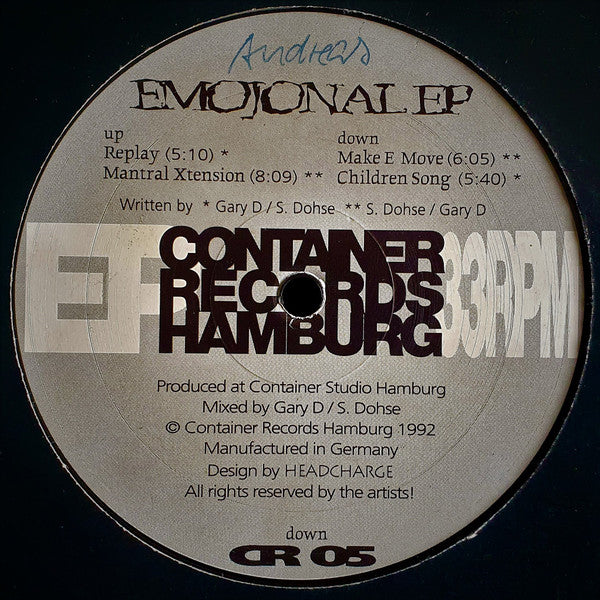 Andreas
EMOJONAL EP
up
Replay (5:10) *
Mantral Xtension (8:09) **
down
Make E Move (6:05) **
Children Song (5:40) *
Written by * Gary D / S. Dohse ** S. Dohse / Gary D
EP 33RPM
CONTAINER
RECORDS
HAMBURG
Produced at Container Studio Hamburg
Mixed by Gary D / S. Dohse
© Container Records Hamburg 1992
Manufactured in Germany
Design by HEADCHARGE
All rights reserved by the artists!
down
CR 05